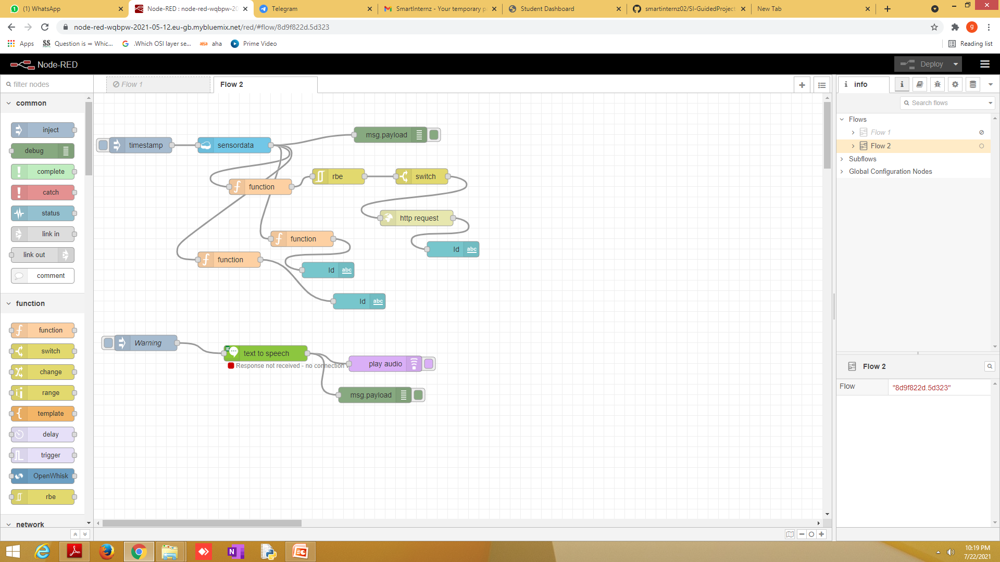 (1) WhatsApp
Node-RED : node-red-wqbpw-20
Telegram
SmartInternz - Your temporary p
Student Dashboard
smartinternz02/SI-GuidedProject
New Tab
node-red-wqbpw-2021-05-12.eu-gb.mybluemix.net/red/#flow/8d9f822d.5d323
g
Apps
Question is = Whic...
.Which OSI layer se...
aha
aha
Prime Video
Reading list
Node-RED
Deploy
filter nodes
Flow 1
Flow 2
i
info
i
Search flows
common
inject
debug
complete
catch
status
link in
link out
comment
function
function
switch
change
range
template
delay
trigger
OpenWhisk
rbe
network
timestamp
sensordata
msg.payload
function
rbe
switch
http request
function
Id
abc
function
Id
abc
Id
abc
Warning
text to speech
Response not received - no connection
play audio
msg.payload
Flows
Flow 1
Flow 2
Subflows
Global Configuration Nodes
Flow 2
Flow
"8d9f822d.5d323"
10:19 PM
7/22/2021